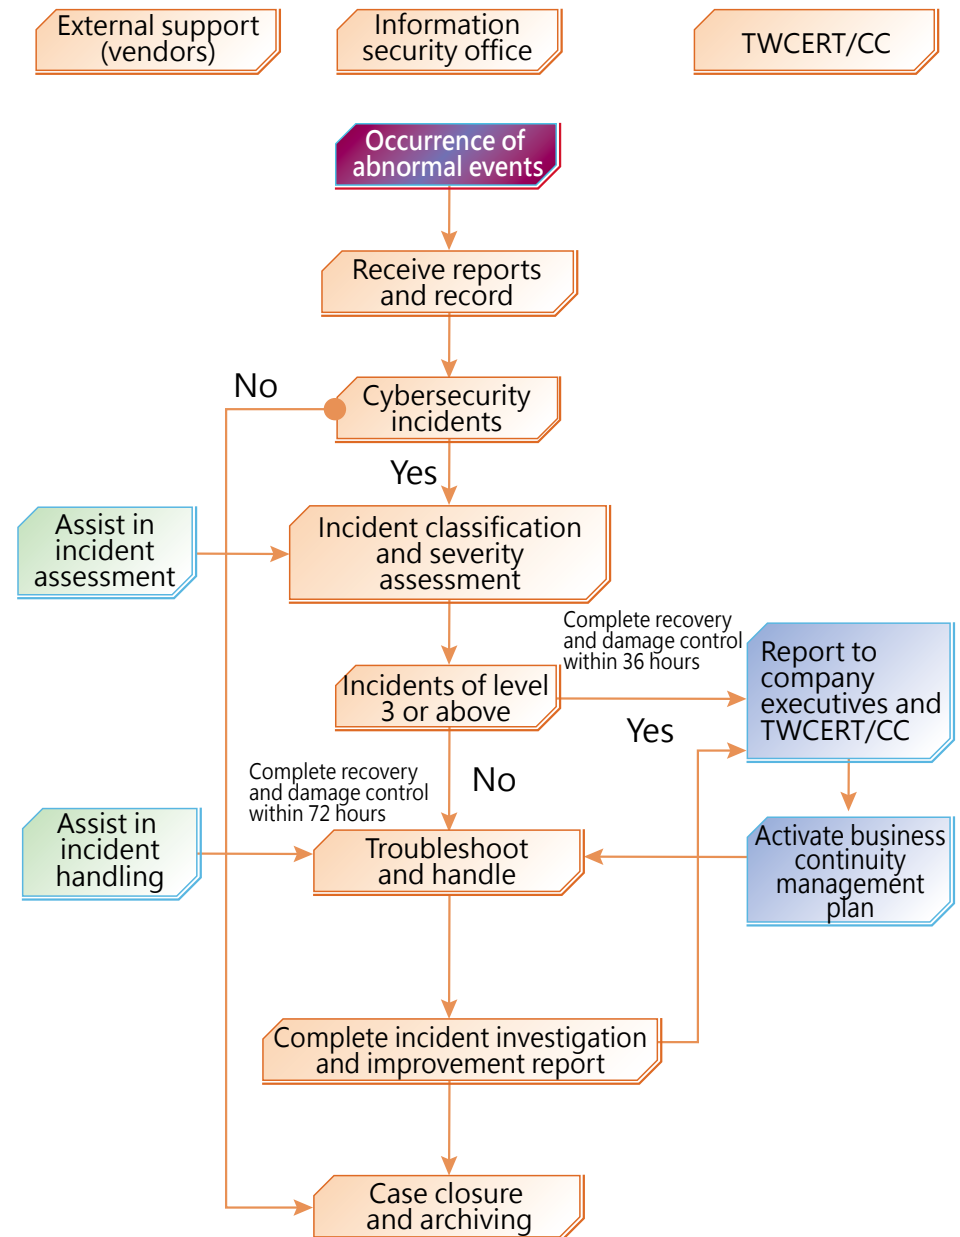 External support
(vendors)
Information
security office
TWCERT/CC
Occurrence of
abnormal events
Receive reports
and record
No
Cybersecurity
incidents
Yes
Assist in
incident
assessment
Incident classification
and severity
assessment
Complete recovery
and damage control
within 36 hours
Incidents of level
3 or above
Report to
company
executives and
TWCERT/CC
Yes
Complete recovery
and damage control
within 72 hours
No
Assist in
incident
handling
Troubleshoot
and handle
Activate business
continuity
management
plan
Complete incident investigation
and improvement report
Case closure
and archiving